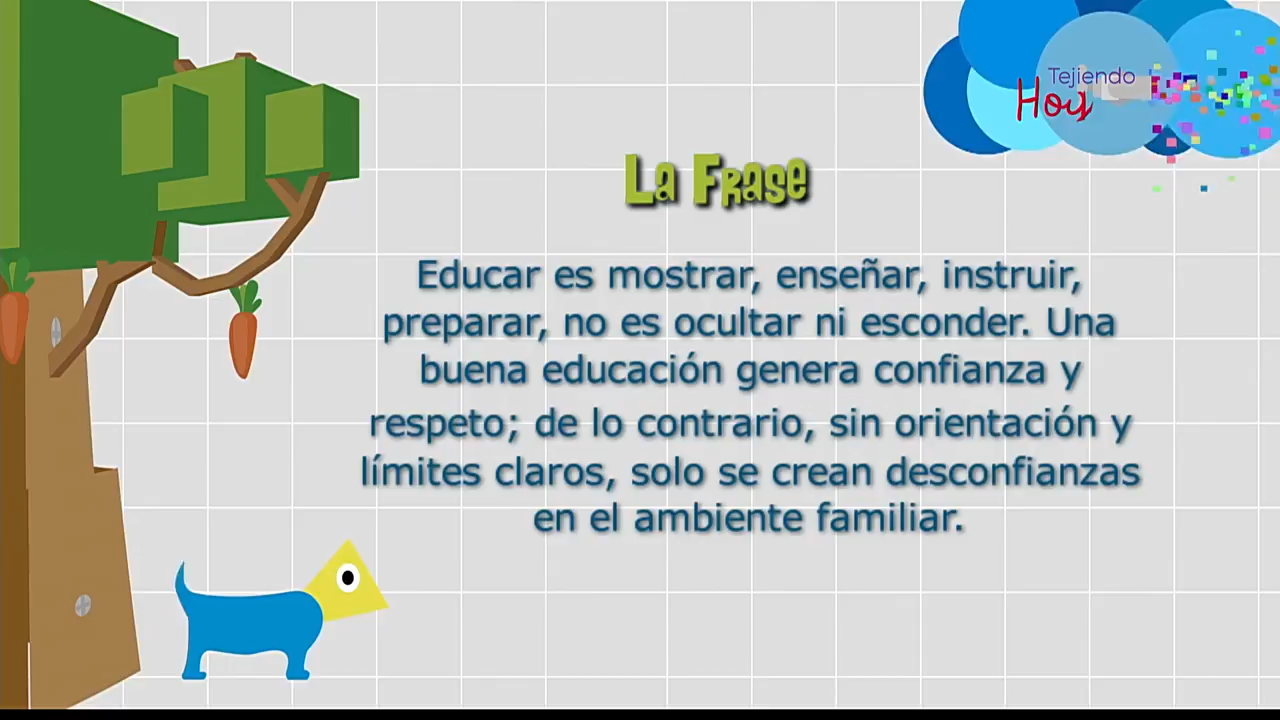 Tejiendo
Hoy
La Frase
Educar es mostrar, enseñar, instruir,
preparar, no es ocultar ni esconder. Una
buena educación genera confianza y
respeto; de lo contrario, sin orientación y
límites claros, solo se crean desconfianzas
en el ambiente familiar.